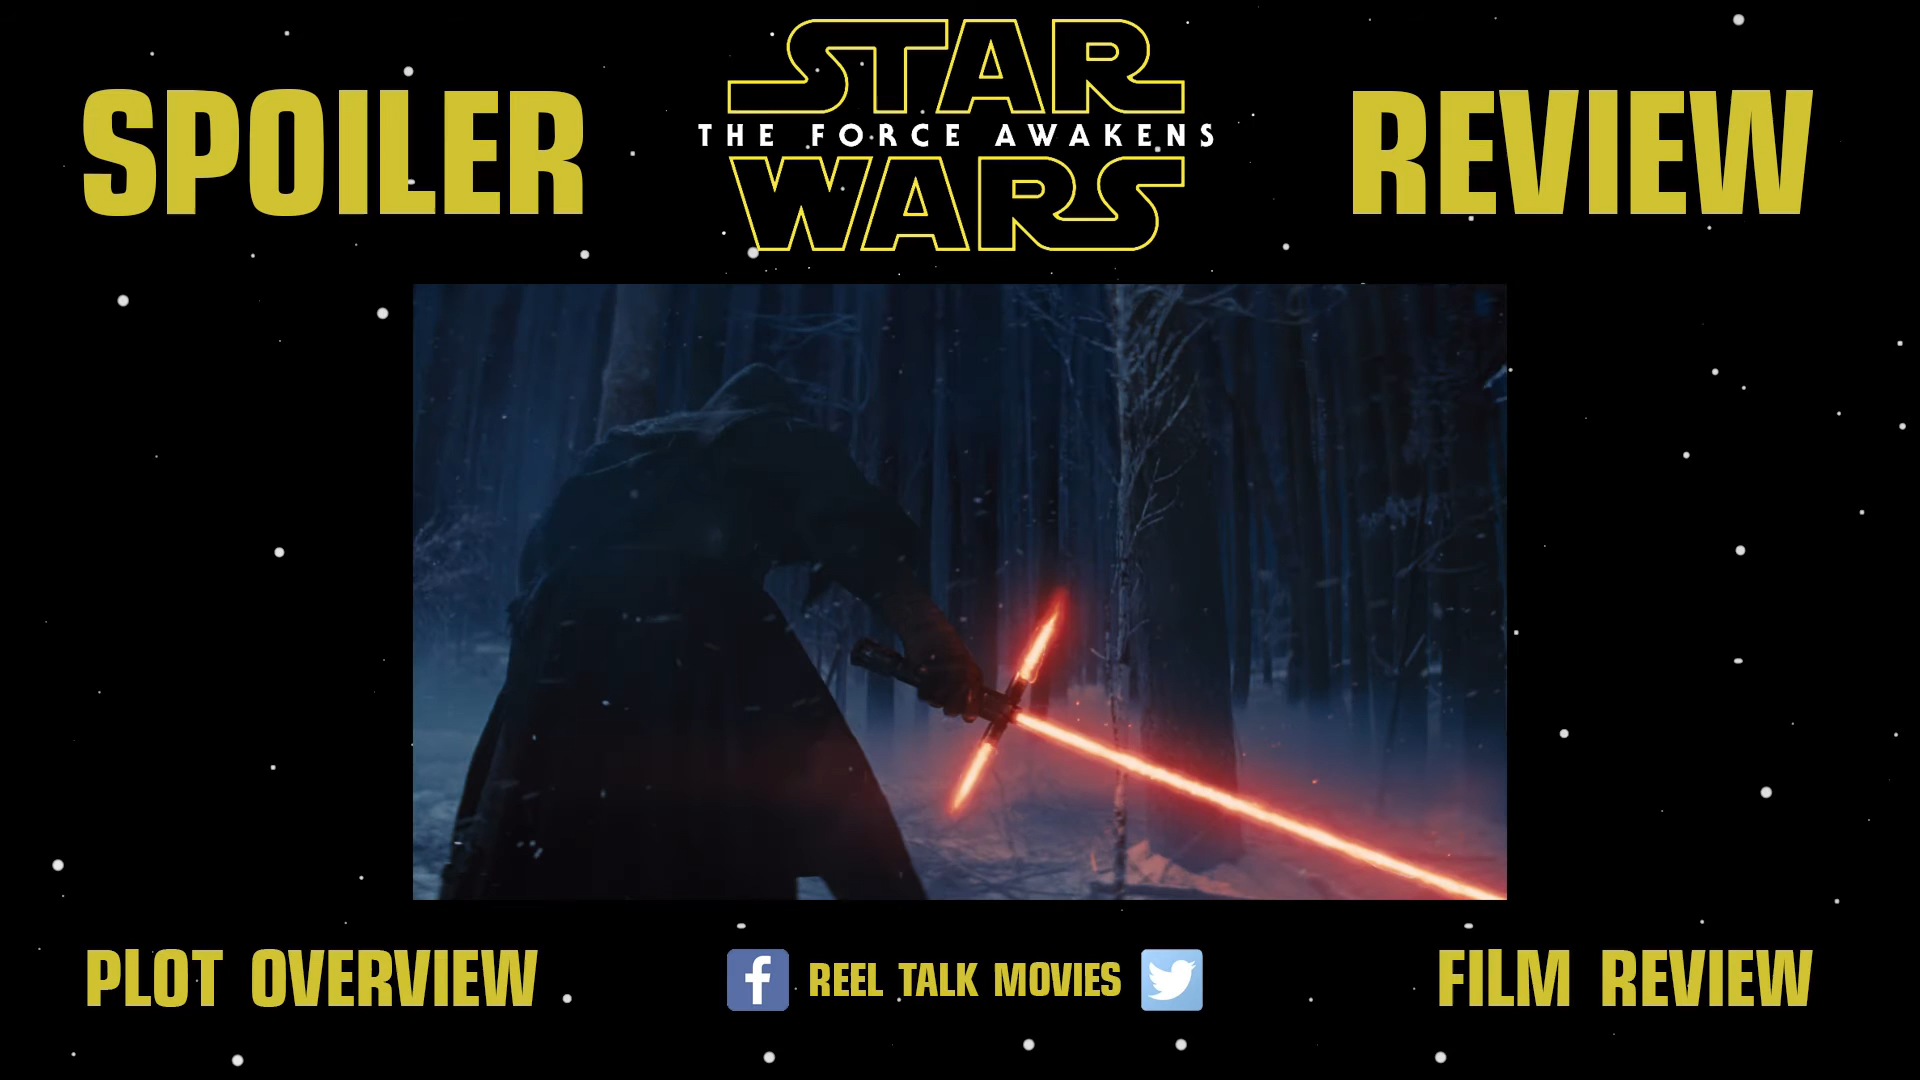 SPOILER
STAR
THE FORCE AWAKENS
WARS
REVIEW
PLOT OVERVIEW
f REEL TALK MOVIES
FILM REVIEW